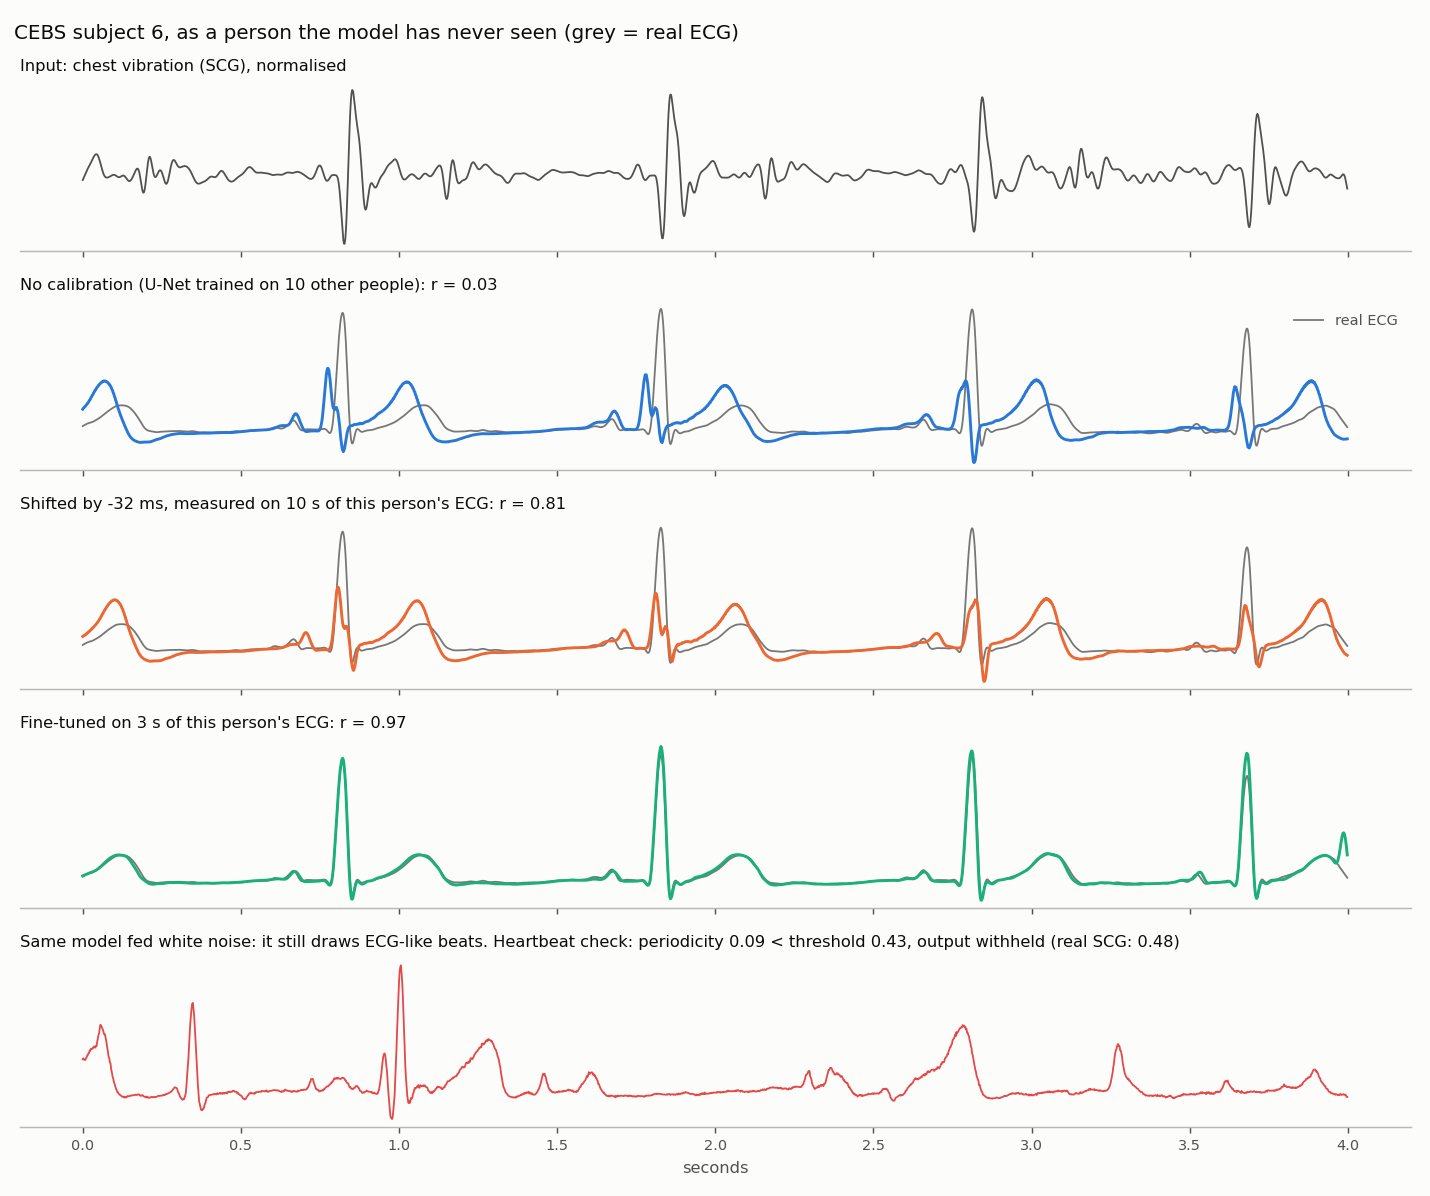 CEBS subject 6, as a person the model has never seen (grey = real ECG)
Input: chest vibration (SCG), normalised
No calibration (U-Net trained on 10 other people): r = 0.03
real ECG
Shifted by -32 ms, measured on 10 s of this person's ECG: r = 0.81
Fine-tuned on 3 s of this person's ECG: r = 0.97
Same model fed white noise: it still draws ECG-like beats. Heartbeat check: periodicity 0.09 < threshold 0.43, output withheld (real SCG: 0.48)
0.0 0.5 1.0 1.5 2.0 2.5 3.0 3.5 4.0
seconds